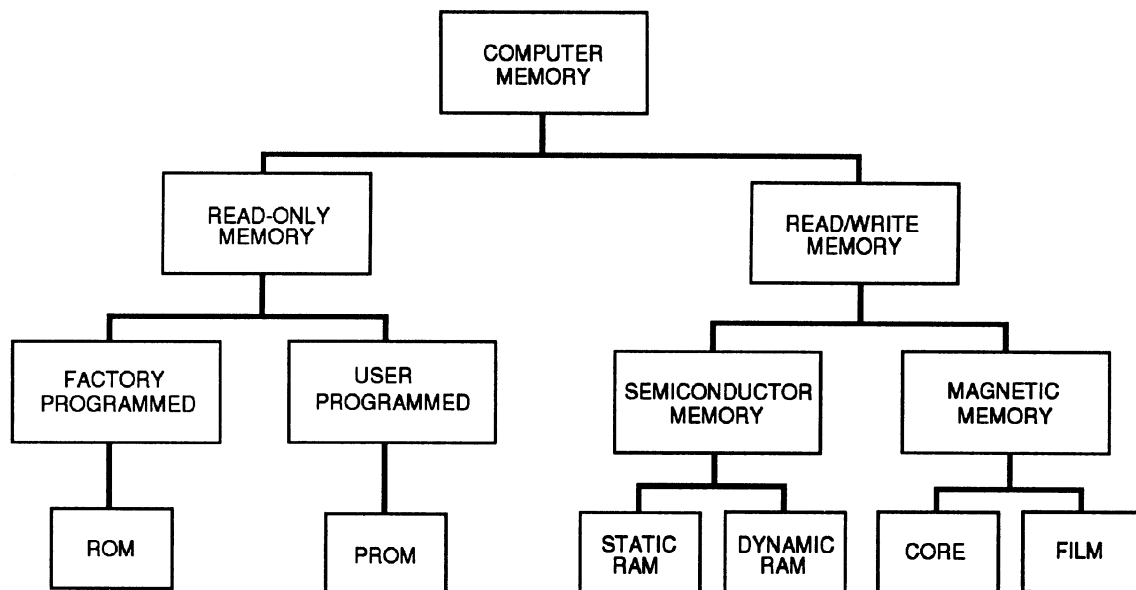 COMPUTER
MEMORY
READ-ONLY
MEMORY
READ/WRITE
MEMORY
FACTORY
PROGRAMMED
USER
PROGRAMMED
SEMICONDUCTOR
MEMORY
MAGNETIC
MEMORY
ROM
PROM
STATIC
RAM
DYNAMIC
RAM
CORE
FILM